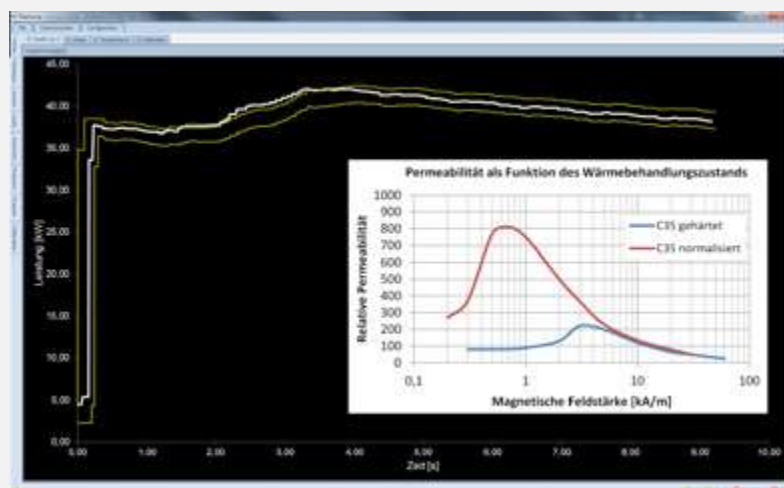 45,00
40,00
35,00
30,00
25,00
20,00
15,00
10,00
5,00
0,00
Leistung [kW]
0,00 1,00 2,00 3,00 4,00 5,00 6,00 7,00 8,00 9,00 10,00
Zeit [s]
Permeabilität als Funktion des Wärmebehandlungszustands
1000
900
800
700
600
500
400
300
200
100
0
Relative Permeabilität
C35 gehärtet
C35 normalisiert
0,1 1 10 100
Magnetische Feldstärke [kA/m]